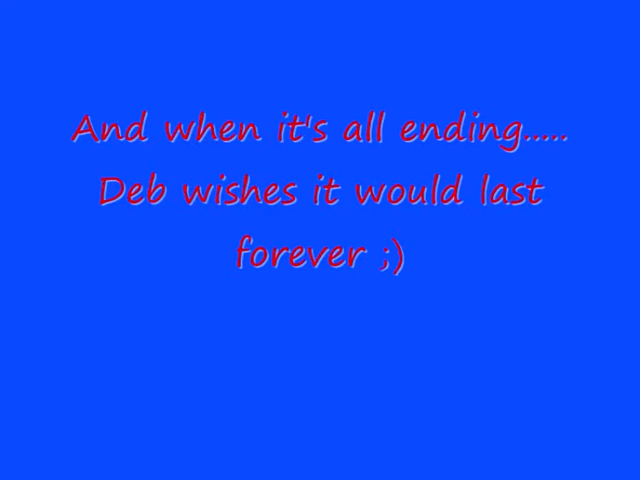 And when it's all ending.....
Deb wishes it would last
forever ;)